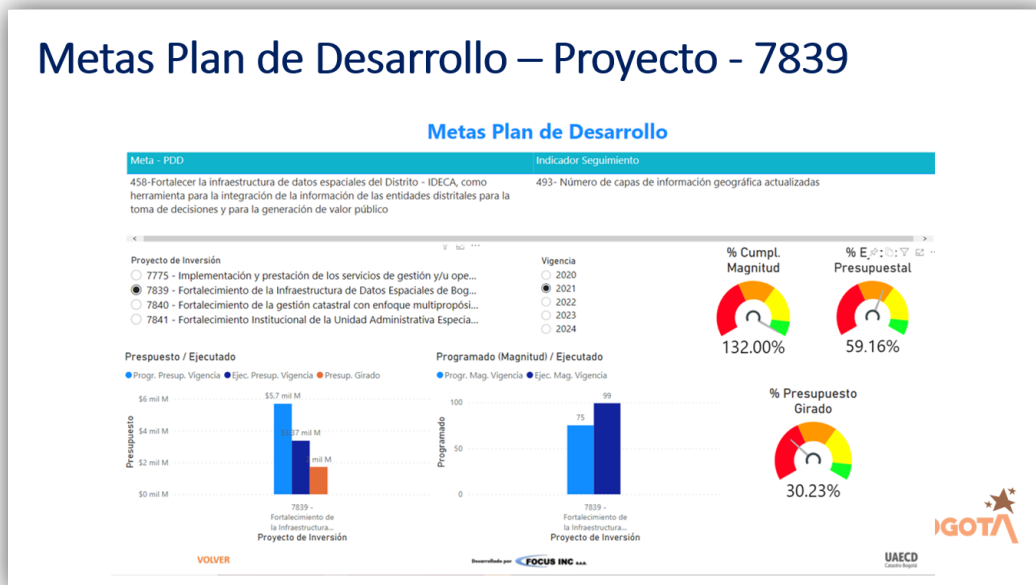 Metas Plan de Desarrollo – Proyecto - 7839
Metas Plan de Desarrollo
Meta - PDD
Indicador Seguimiento
458-Fortalecer la infraestructura de datos espaciales del Distrito - IDECA, como
herramienta para la integración de la información de las entidades distritales para la
toma de decisiones y para la generación de valor público
493- Número de capas de información geográfica actualizadas
Proyecto de Inversión
7775 - Implementación y prestación de los servicios de gestión y/u ope...
7839 - Fortalecimiento de la Infraestructura de Datos Espaciales de Bog...
7840 - Fortalecimiento de la gestión catastral con enfoque multipropósi...
7841 - Fortalecimiento Institucional de la Unidad Administrativa Especia...
Vigencia
2020
2021
2022
2023
2024
% Cumpl.
Magnitud
132.00%
% E
Presupuestal
59.16%
Prespuesto / Ejecutado
Progr. Presup. Vigencia
Ejec. Presup. Vigencia
Presup. Girado
Presupuesto
$6 mil M
$4 mil M
$2 mil M
$0 mil M
$5,7 mil M
37 mil M
mil M
7839 -
Fortalecimiento de
la Infraestructura...
Proyecto de Inversión
Programado (Magnitud) / Ejecutado
Progr. Mag. Vigencia
Ejec. Mag. Vigencia
Programado
100
50
0
75
99
7839 -
Fortalecimiento de
la Infraestructura...
Proyecto de Inversión
% Presupuesto
Girado
30.23%
VOLVER
Desarrollado por
FOCUS INC S.A.S.
UAECD
Catastro Bogotá
OGOTA